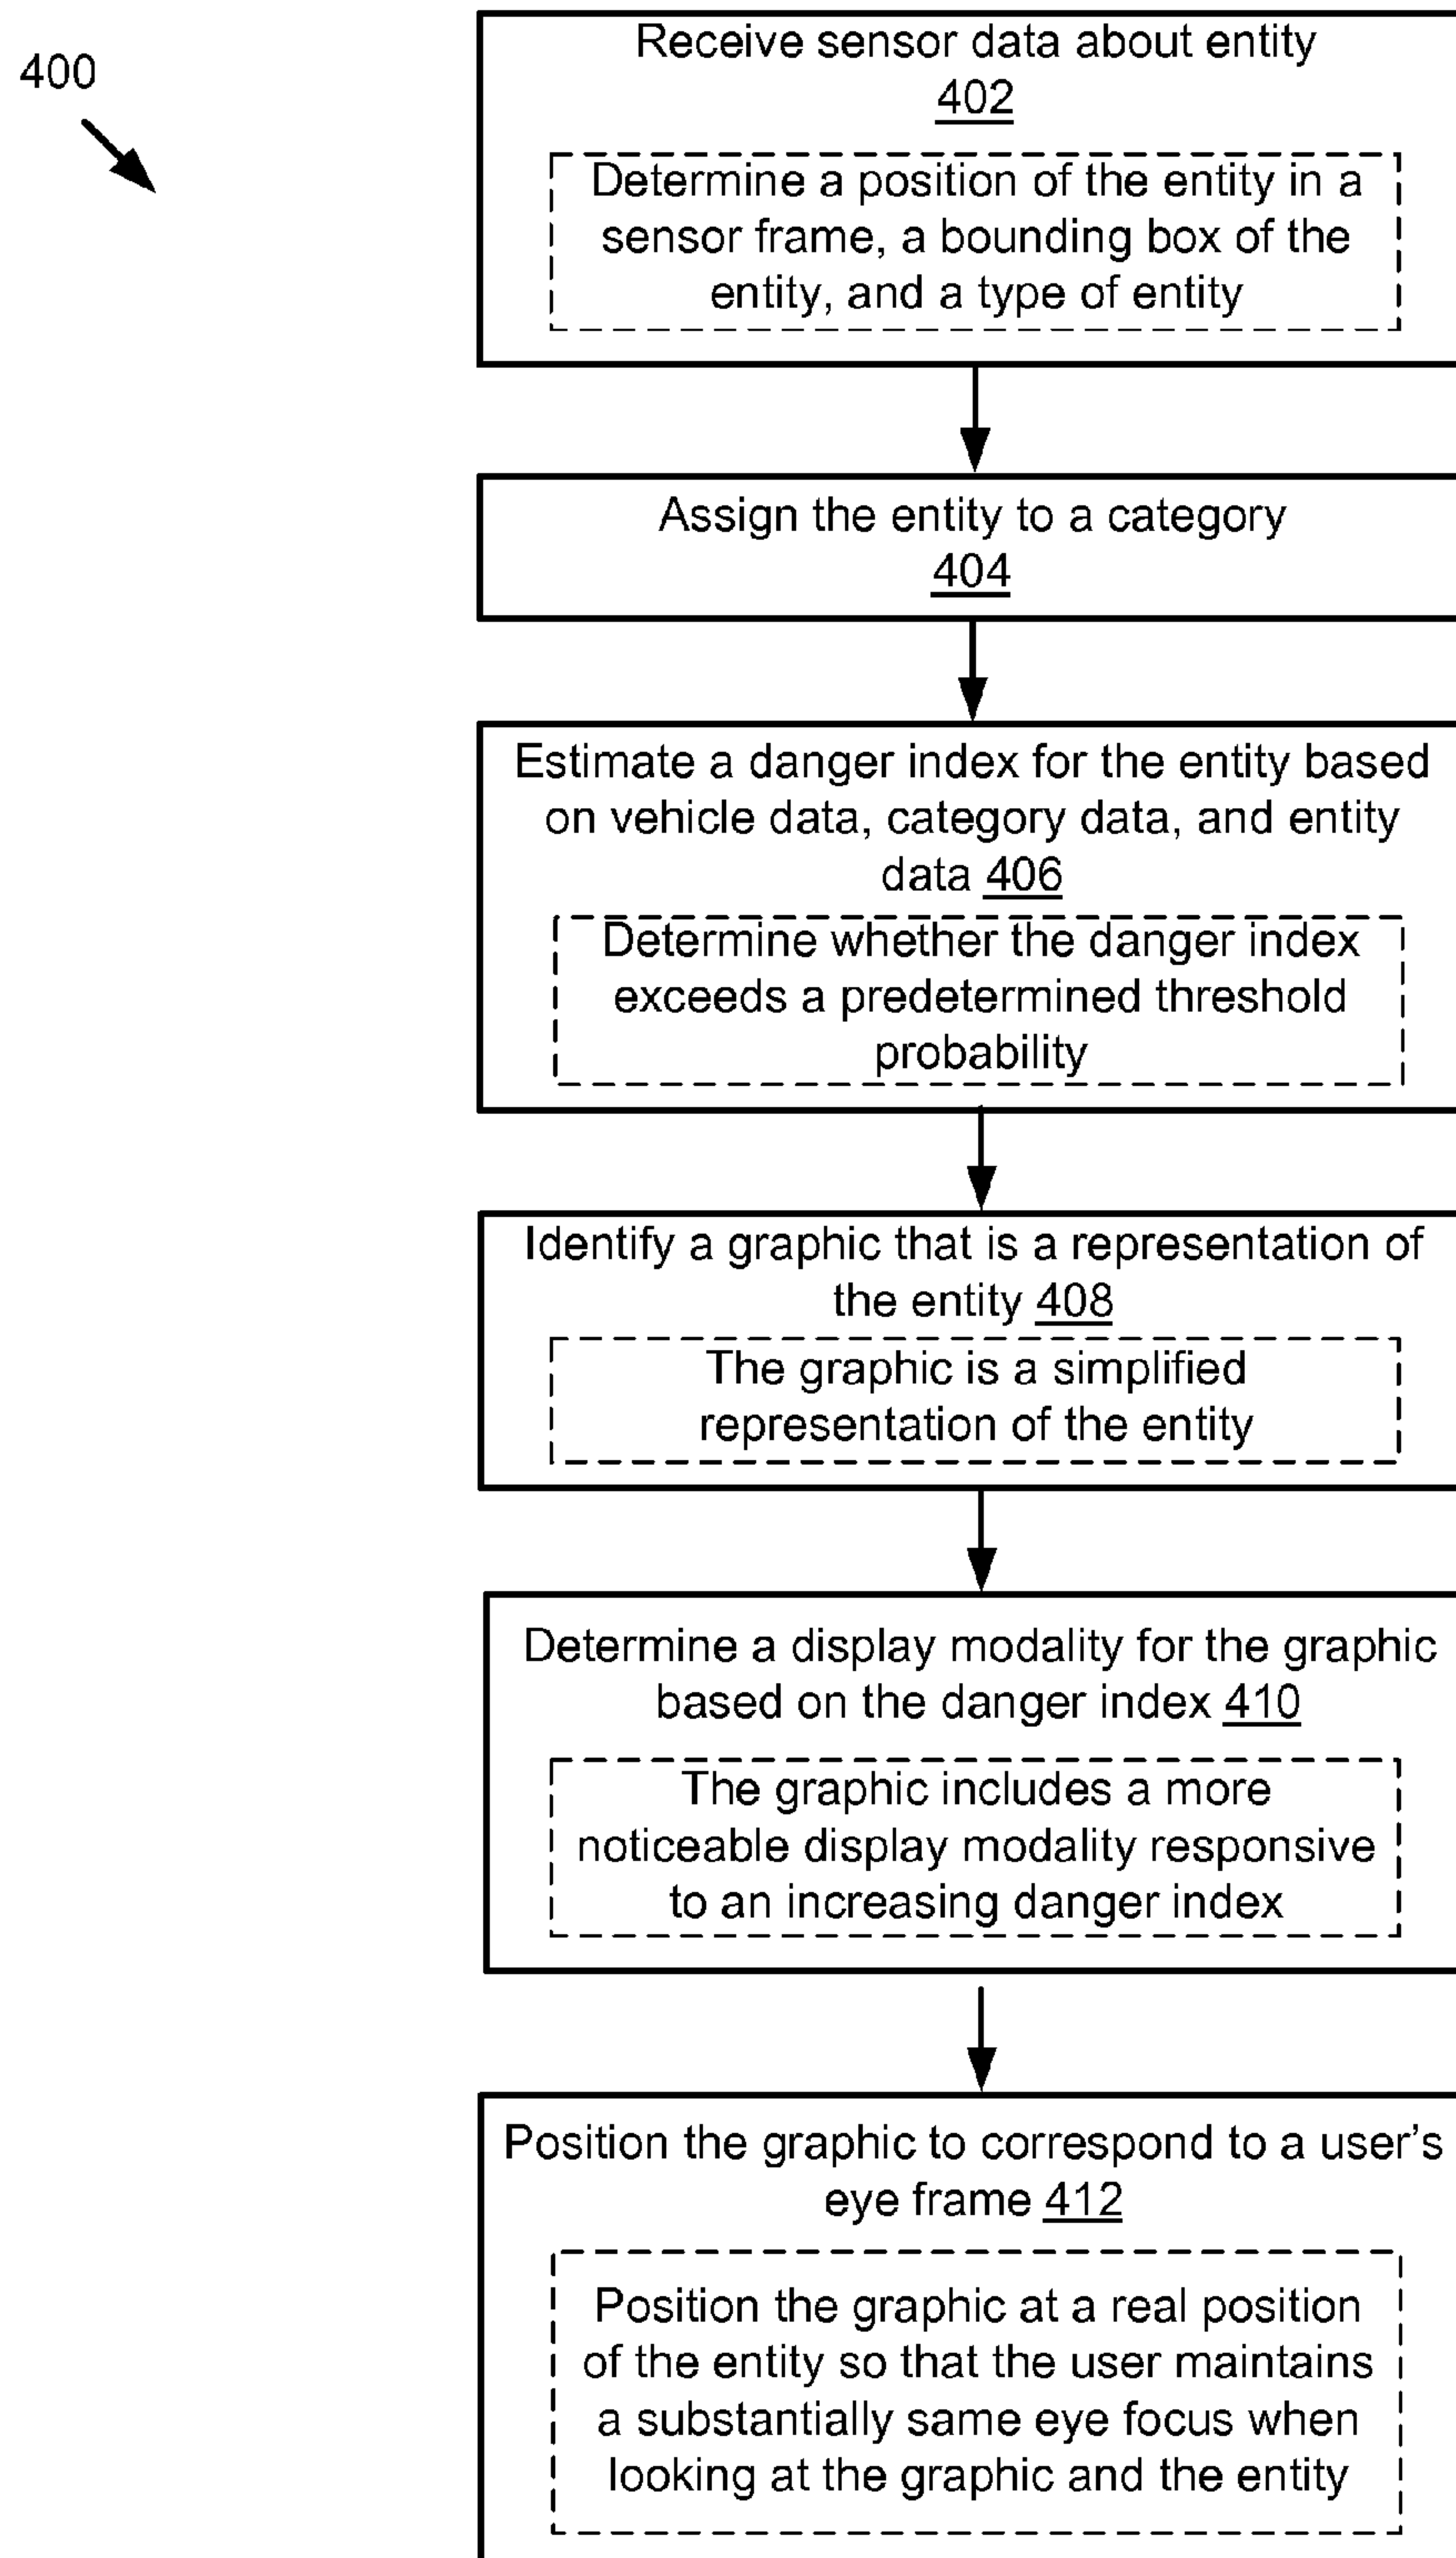 400
Receive sensor data about entity
402
Determine a position of the entity in a
sensor frame, a bounding box of the
entity, and a type of entity
Assign the entity to a category
404
Estimate a danger index for the entity based
on vehicle data, category data, and entity
data 406
Determine whether the danger index
exceeds a predetermined threshold
probability
Identify a graphic that is a representation of
the entity 408
The graphic is a simplified
representation of the entity
Determine a display modality for the graphic
based on the danger index 410
The graphic includes a more
noticeable display modality responsive
to an increasing danger index
Position the graphic to correspond to a user's
eye frame 412
Position the graphic at a real position
of the entity so that the user maintains
a substantially same eye focus when
looking at the graphic and the entity